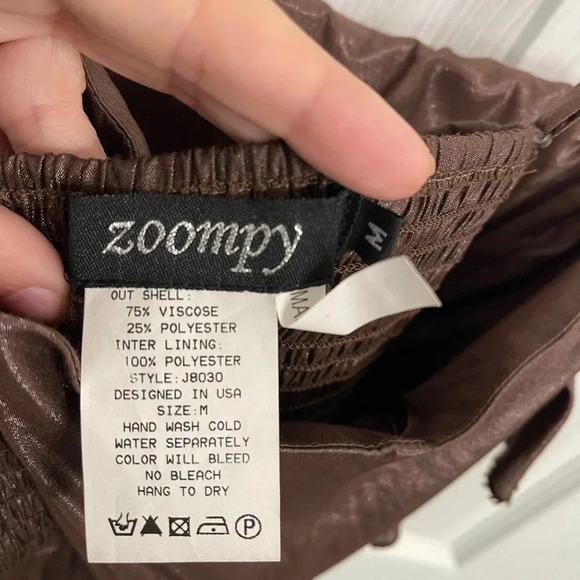 zoompy
M
MA
OUT SHELL:
75% VISCOSE
25% POLYESTER
INTER LINING:
100% POLYESTER
STYLE:J8030
DESIGNED IN USA
SIZE:M
HAND WASH COLD
WATER SEPARATELY
COLOR WILL BLEED
NO BLEACH
HANG TO DRY
P